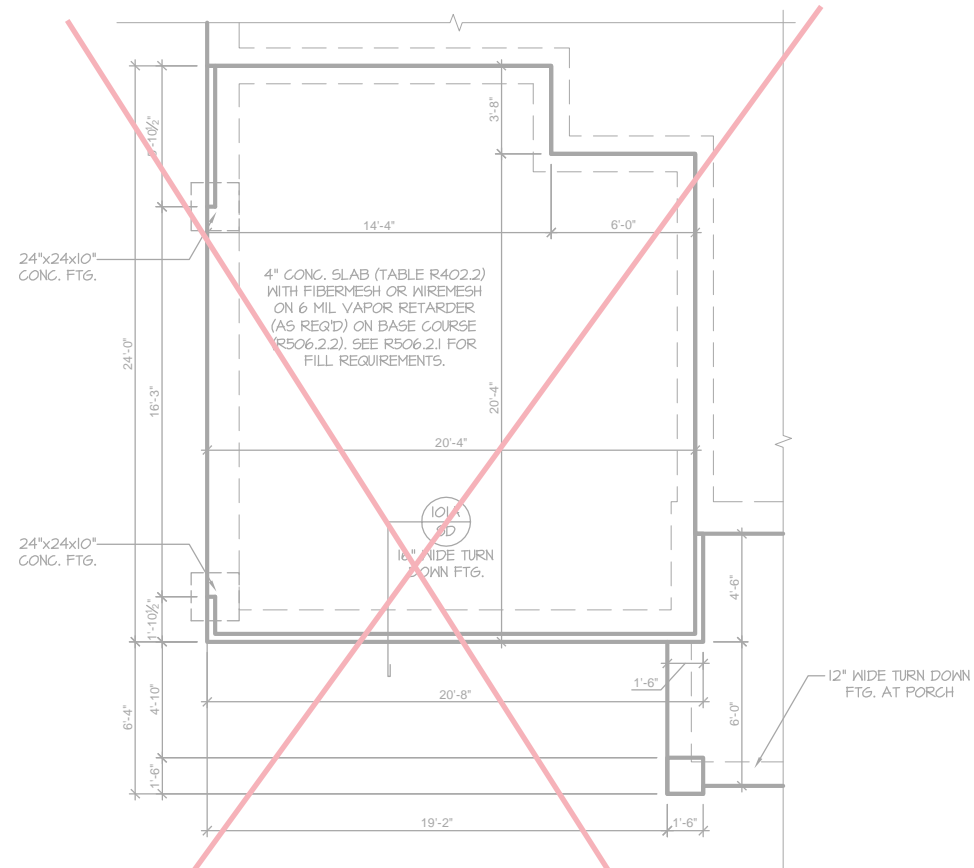 3'-8"
14'-4"
6'-0"
24"x24x10"
CONC. FTG.
4" CONC. SLAB (TABLE R402.2)
WITH FIBERMESH OR WIREMESH
ON 6 MIL VAPOR RETARDER
(AS REQ'D) ON BASE COURSE
(R506.2.2). SEE R506.2.1 FOR
FILL REQUIREMENTS.
24'-0"
16'-3"
20'-4"
20'-4"
SD
24"x24x10"
CONC. FTG.
16" WIDE TURN
DOWN FTG.
1'-10½"
4'-6"
1'-6"
12" WIDE TURN DOWN
FTG. AT PORCH
20'-8"
4'-10"
6'-4"
6'-0"
1'-6"
19'-2"
1'-6"